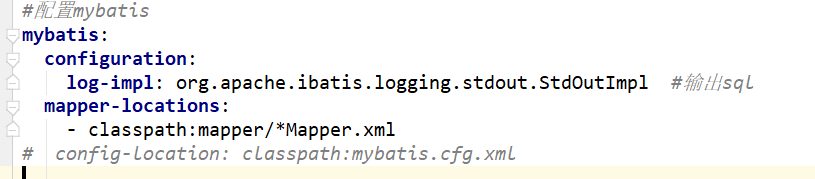 #配置mybatis
mybatis:
  configuration:
    log-impl: org.apache.ibatis.logging.stdout.StdOutImpl  #输出sql
  mapper-locations:
    - classpath:mapper/*Mapper.xml
#  config-location: classpath:mybatis.cfg.xml